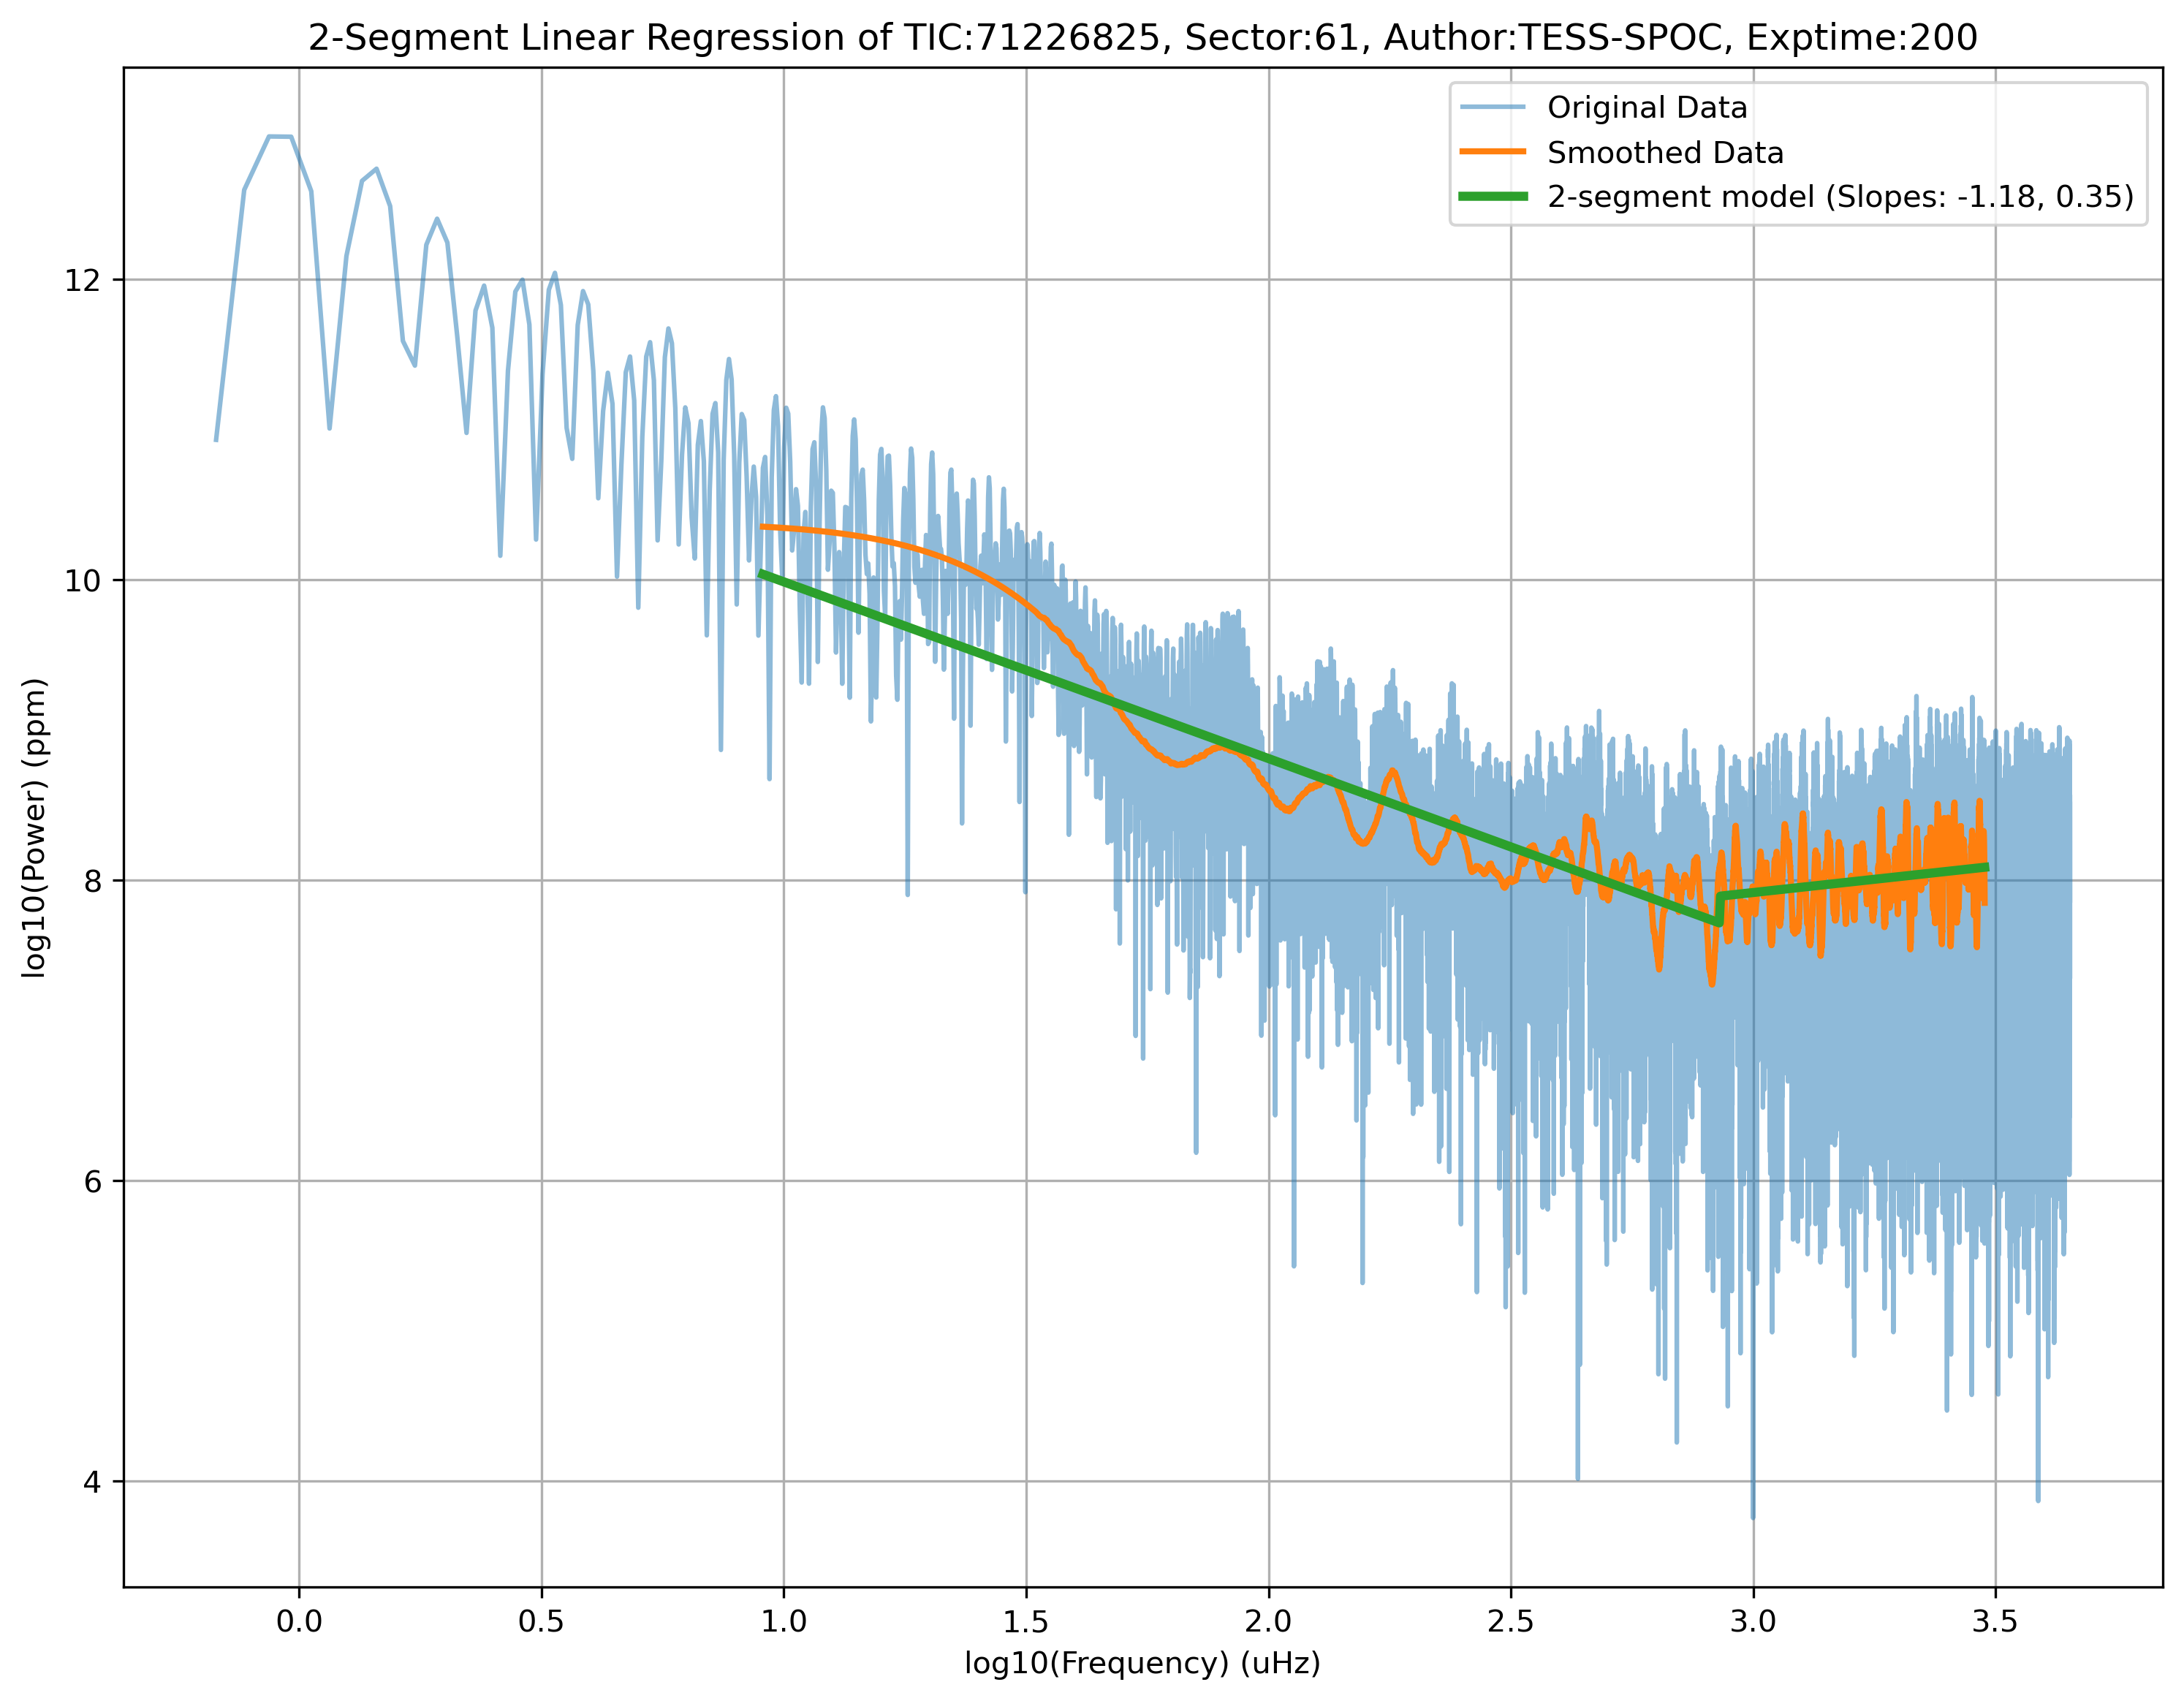 2-Segment Linear Regression of TIC:71226825, Sector:61, Author:TESS-SPOC, Exptime:200
Original Data
Smoothed Data
2-segment model (Slopes: -1.18, 0.35)
log10(Power) (ppm)
12
10
8
6
4
0.0 0.5 1.0 1.5 2.0 2.5 3.0 3.5
log10(Frequency) (uHz)